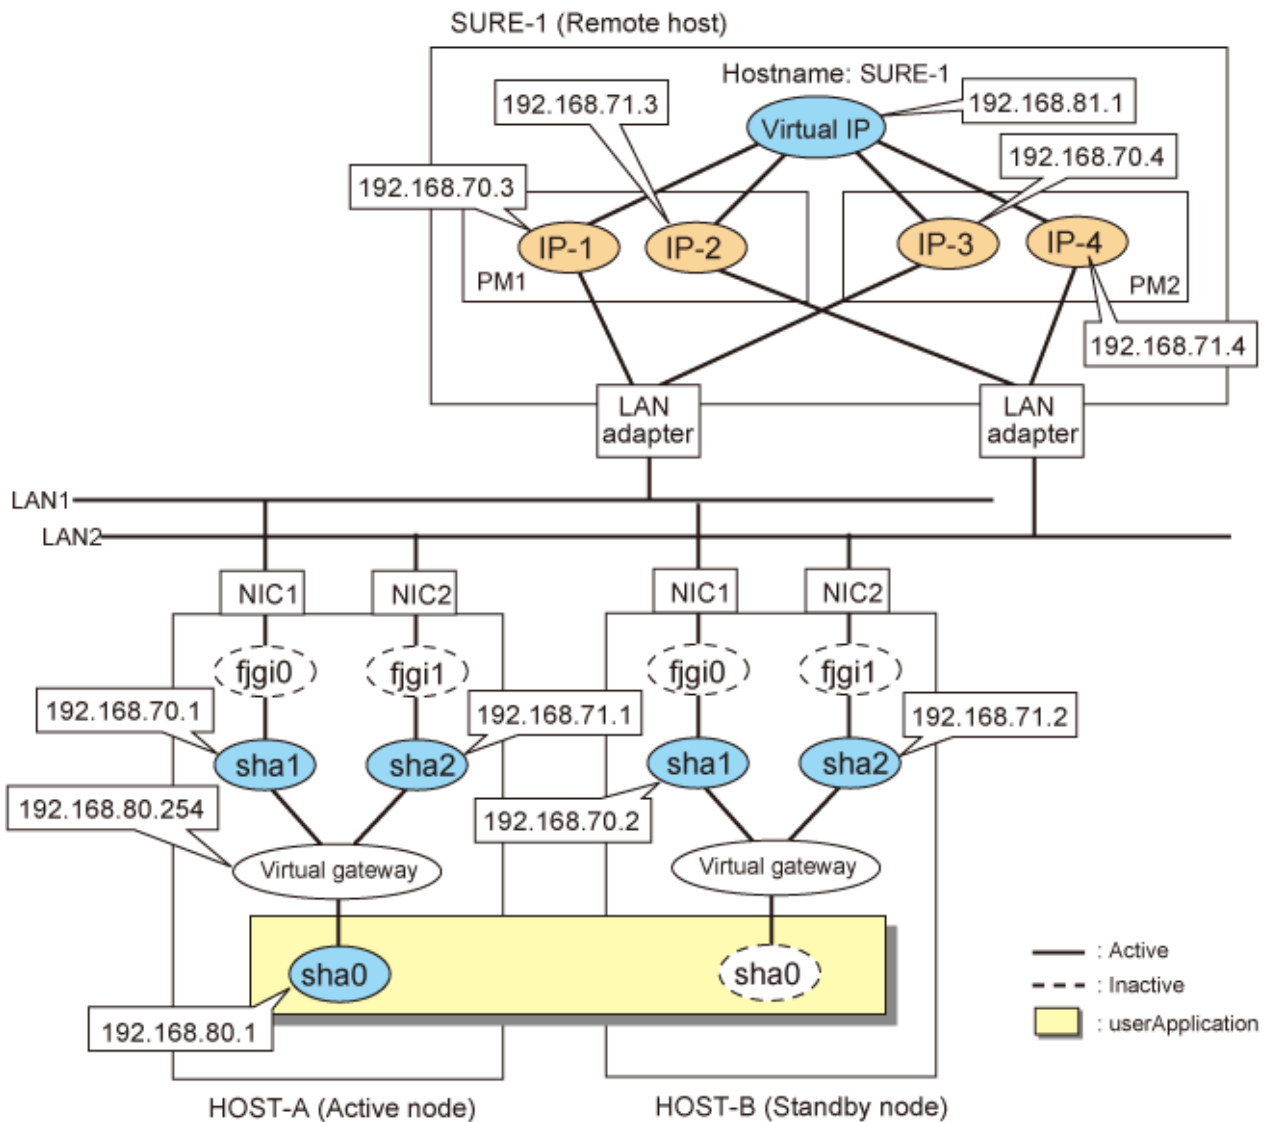 SURE-1 (Remote host)
Hostname: SURE-1
192.168.71.3
192.168.81.1
Virtual IP
192.168.70.4
192.168.70.3
IP-1
IP-2
IP-3
IP-4
PM1
PM2
192.168.71.4
LAN
adapter
LAN
adapter
LAN1
LAN2
NIC1
NIC2
NIC1
NIC2
fjgi0
fjgi1
fjgi0
fjgi1
192.168.70.1
192.168.71.1
192.168.71.2
sha1
sha2
sha1
sha2
192.168.80.254
192.168.70.2
Virtual gateway
Virtual gateway
sha0
sha0
192.168.80.1
: Active
: Inactive
: userApplication
HOST-A (Active node)
HOST-B (Standby node)